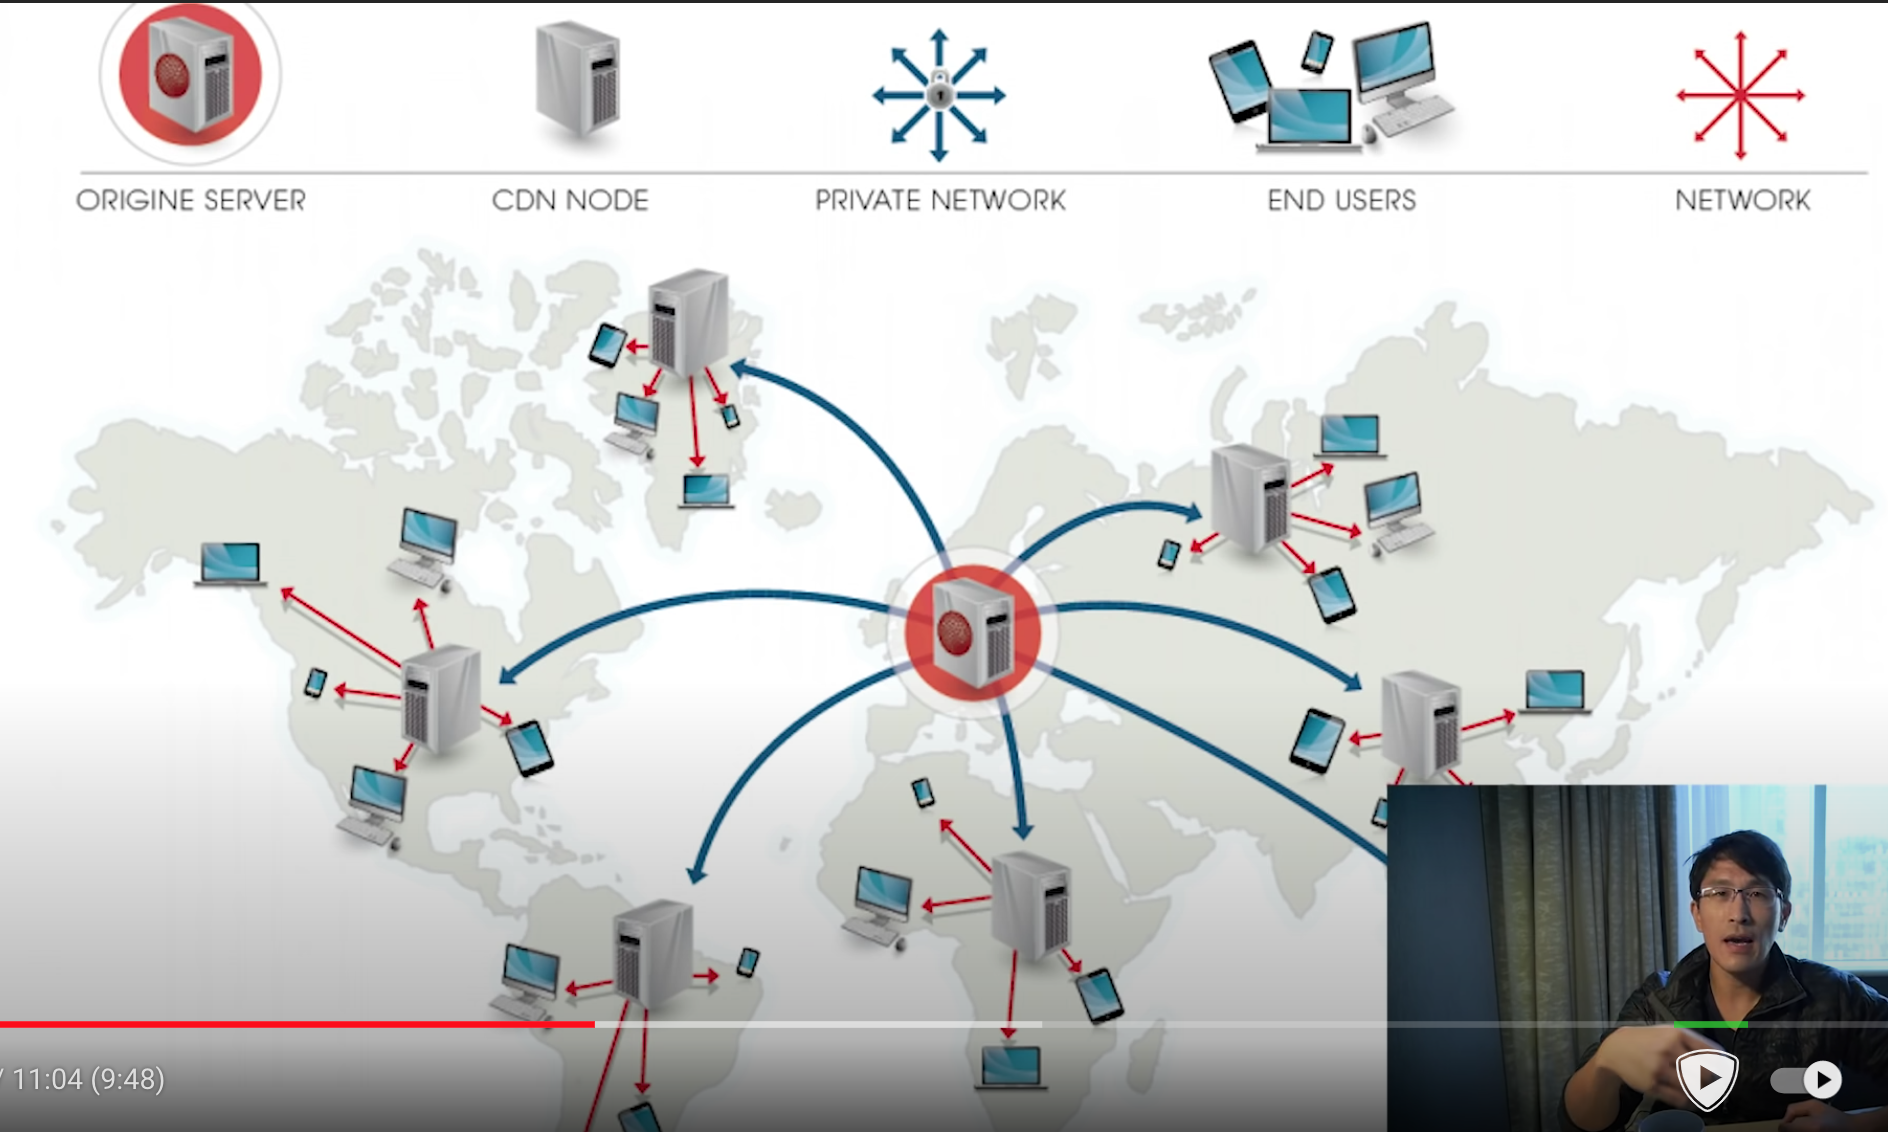 ORIGINE SERVER
CDN NODE
PRIVATE NETWORK
END USERS
NETWORK
/ 11:04 (9:48)